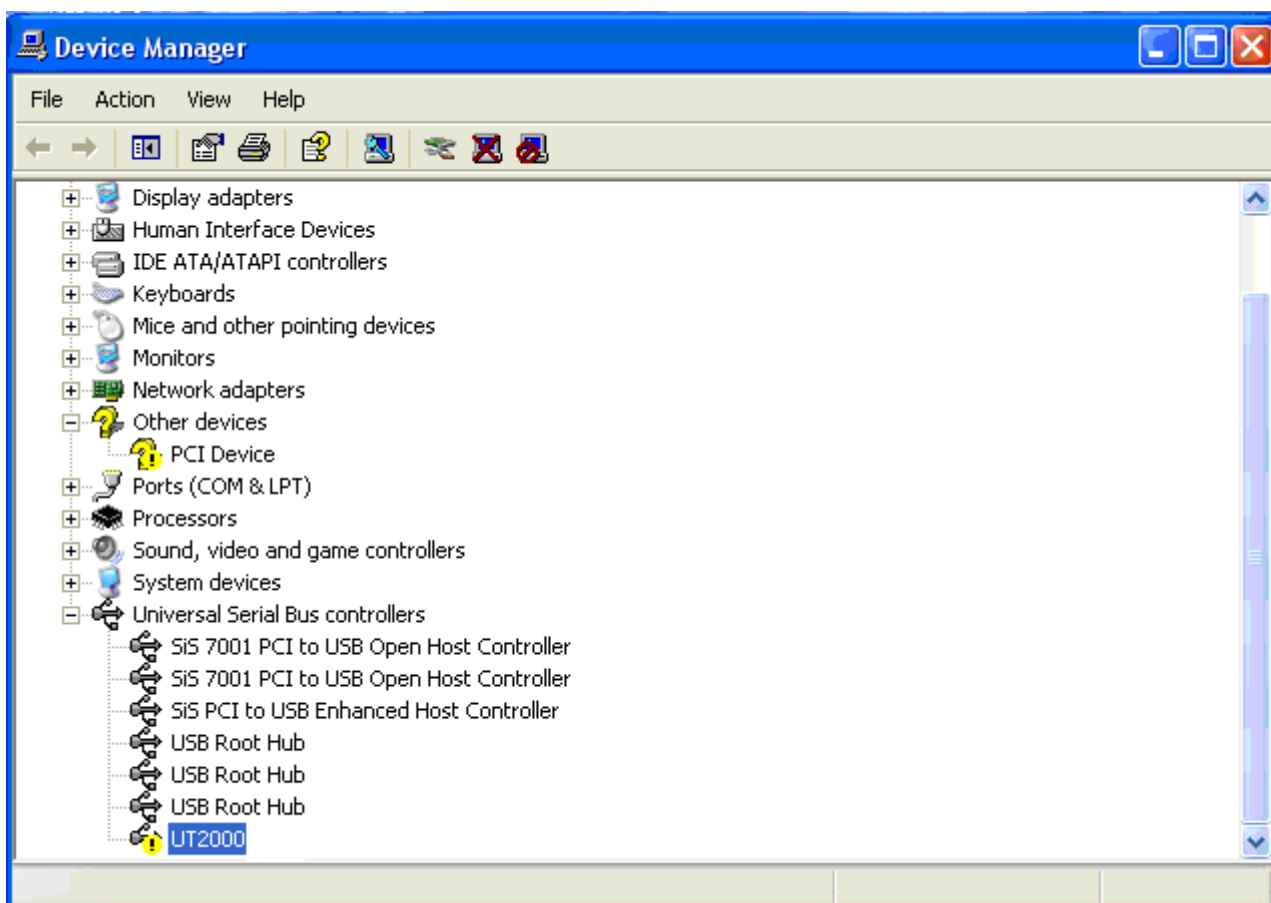 Device Manager
File Action View Help
Display adapters
Human Interface Devices
IDE ATA/ATAPI controllers
Keyboards
Mice and other pointing devices
Monitors
Network adapters
Other devices
PCI Device
Ports (COM & LPT)
Processors
Sound, video and game controllers
System devices
Universal Serial Bus controllers
SiS 7001 PCI to USB Open Host Controller
SiS 7001 PCI to USB Open Host Controller
SiS PCI to USB Enhanced Host Controller
USB Root Hub
USB Root Hub
USB Root Hub
UT2000